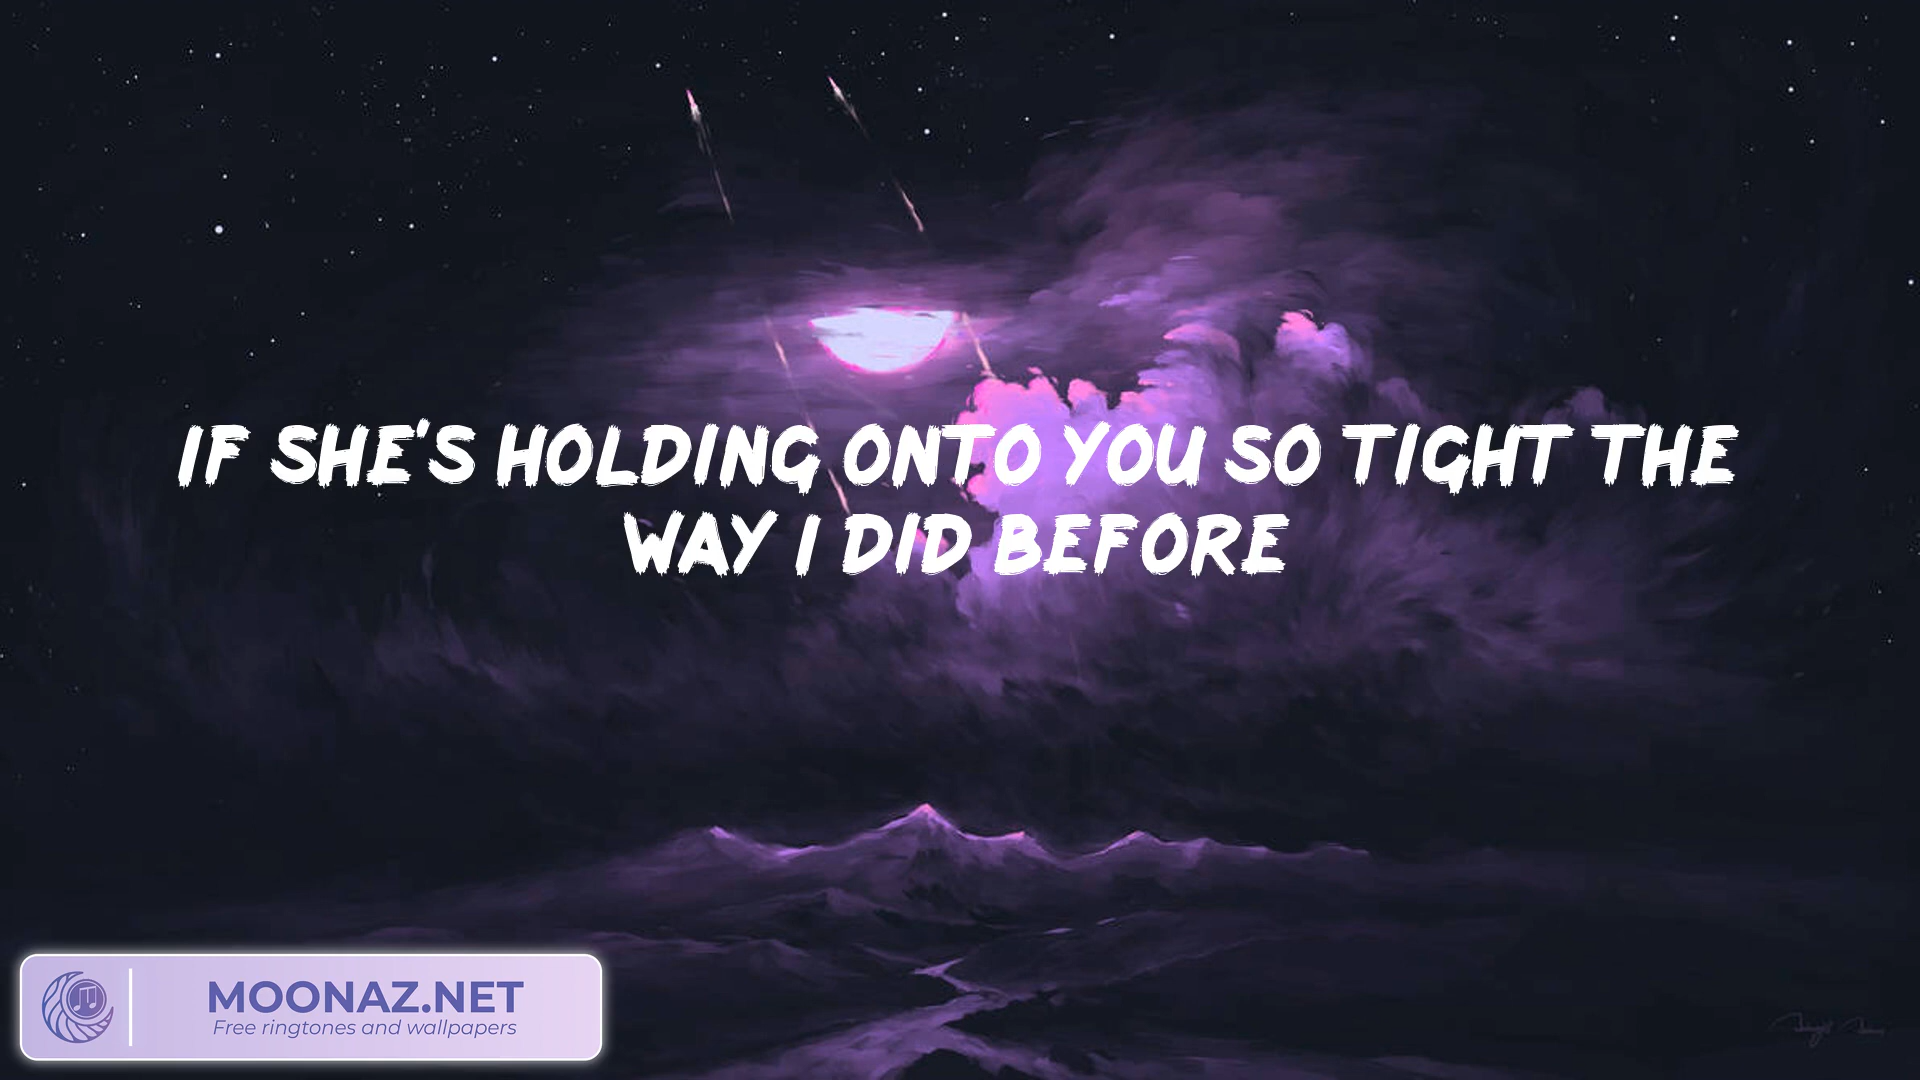 IF SHE'S HOLDING ONTO YOU SO TIGHT THE
WAY I DID BEFORE
MOONAZ.NET
Free ringtones and wallpapers